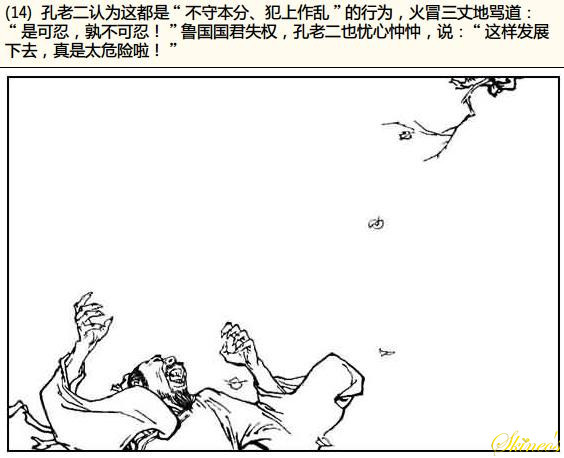 (14) 孔老二认为这都是“不守本分、犯上作乱”的行为，火冒三丈地骂道：
“是可忍，孰不可忍！”鲁国国君失权，孔老二也忧心忡忡，说：“这样发展
下去，真是太危险啦！”